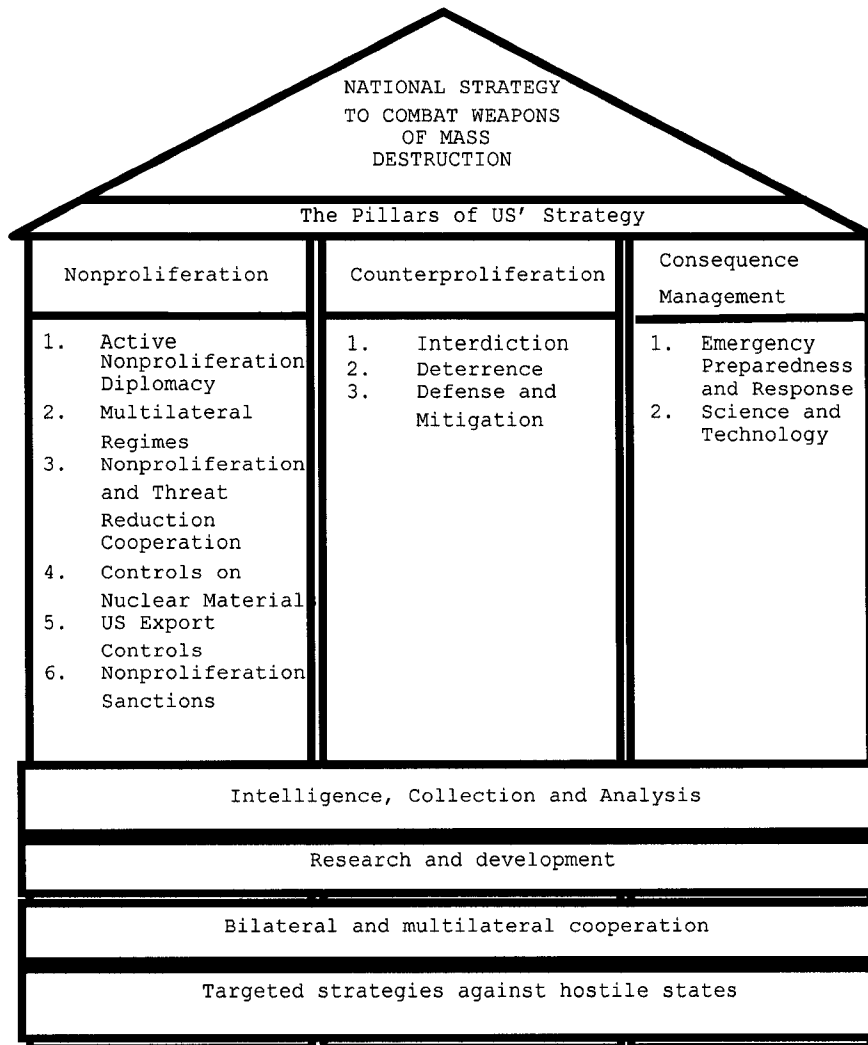 NATIONAL STRATEGY
TO COMBAT WEAPONS
OF MASS
DESTRUCTION
The Pillars of US' Strategy
Nonproliferation
1. Active
Nonproliferation
Diplomacy
2. Multilateral
Regimes
3. Nonproliferation
and Threat
Reduction
Cooperation
4. Controls on
Nuclear Materials
5. US Export
Controls
6. Nonproliferation
Sanctions
Counterproliferation
1. Interdiction
2. Deterrence
3. Defense and
Mitigation
Consequence
Management
1. Emergency
Preparedness
and Response
2. Science and
Technology
Intelligence, Collection and Analysis
Research and development
Bilateral and multilateral cooperation
Targeted strategies against hostile states